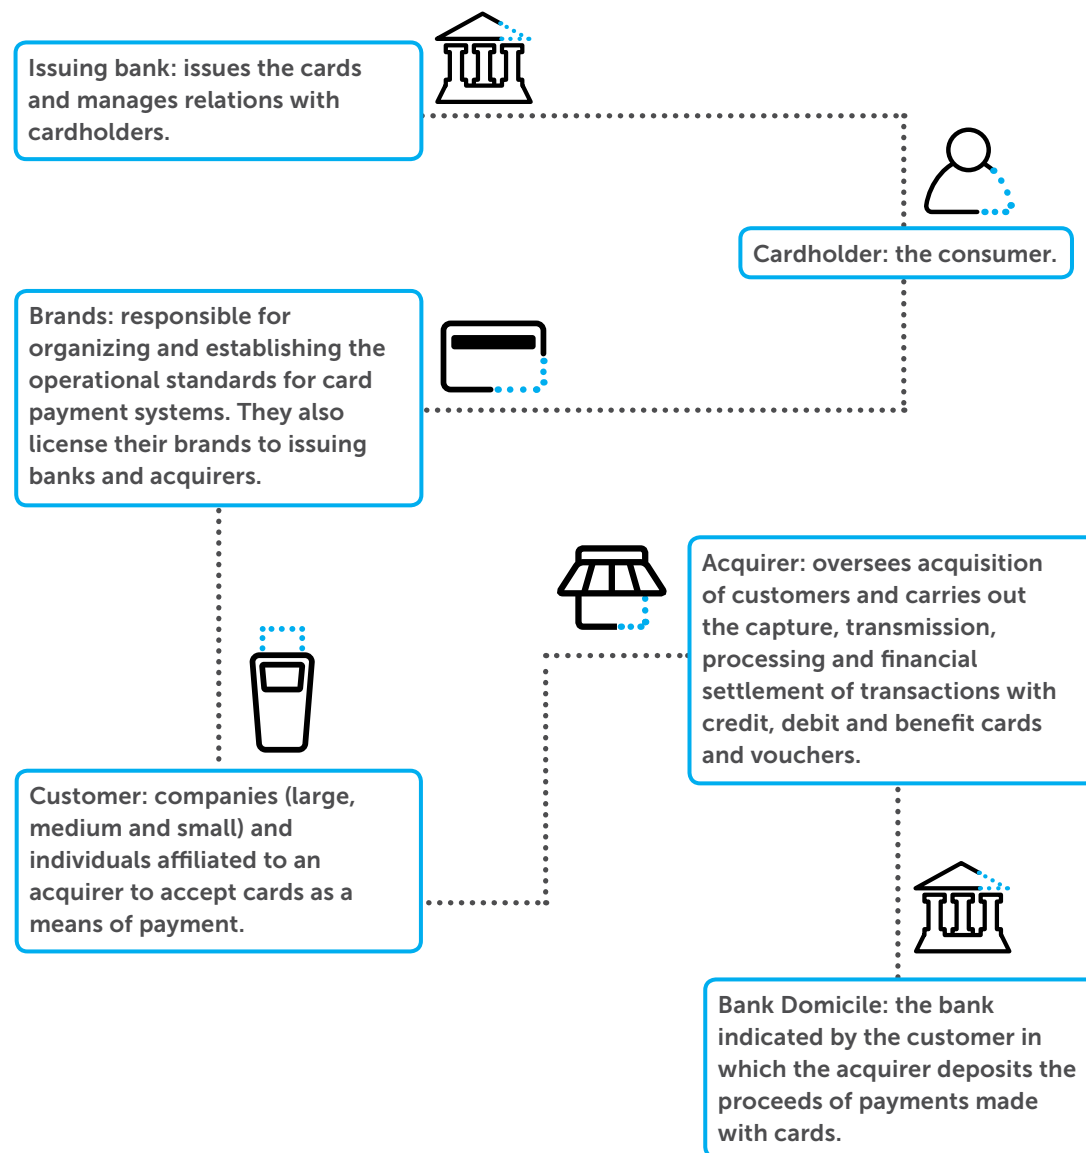 Issuing bank: issues the cards
and manages relations with
cardholders.
Cardholder: the consumer.
Brands: responsible for
organizing and establishing the
operational standards for card
payment systems. They also
license their brands to issuing
banks and acquirers.
Acquirer: oversees acquisition
of customers and carries out
the capture, transmission,
processing and financial
settlement of transactions with
credit, debit and benefit cards
and vouchers.
Customer: companies (large,
medium and small) and
individuals affiliated to an
acquirer to accept cards as a
means of payment.
Bank Domicile: the bank
indicated by the customer in
which the acquirer deposits the
proceeds of payments made
with cards.